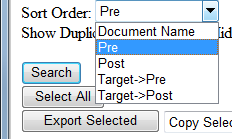 Sort Order: Pre
Document Name
Show Dupli
Pre
Post
Search
Target->Pre
Select All
Target->Post
Export Selected
Copy Selec